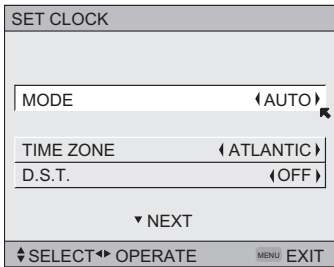 SET CLOCK
MODE AUTO
TIME ZONE ATLANTIC
D.S.T. OFF
NEXT
SELECT OPERATE MENU EXIT